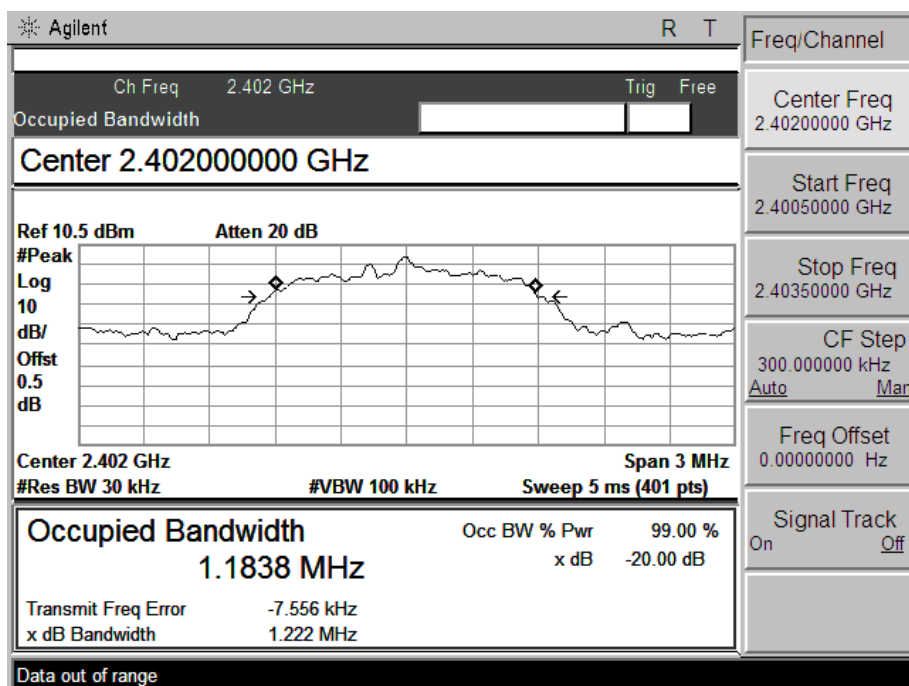 Agilent R T
Ch Freq 2.402 GHz Trig Free
Occupied Bandwidth
Center 2.402000000 GHz
Ref 10.5 dBm Atten 20 dB
#Peak
Log
10
dB/
Offst
0.5
dB
Center 2.402 GHz Span 3 MHz
#Res BW 30 kHz #VBW 100 kHz Sweep 5 ms (401 pts)
Occupied Bandwidth Occ BW % Pwr 99.00 %
1.1838 MHz x dB -20.00 dB
Transmit Freq Error -7.556 kHz
x dB Bandwidth 1.222 MHz
Data out of range
Freq/Channel
Center Freq
2.40200000 GHz
Start Freq
2.40050000 GHz
Stop Freq
2.40350000 GHz
CF Step
300.000000 kHz
Auto Man
Freq Offset
0.00000000 Hz
Signal Track
On Off